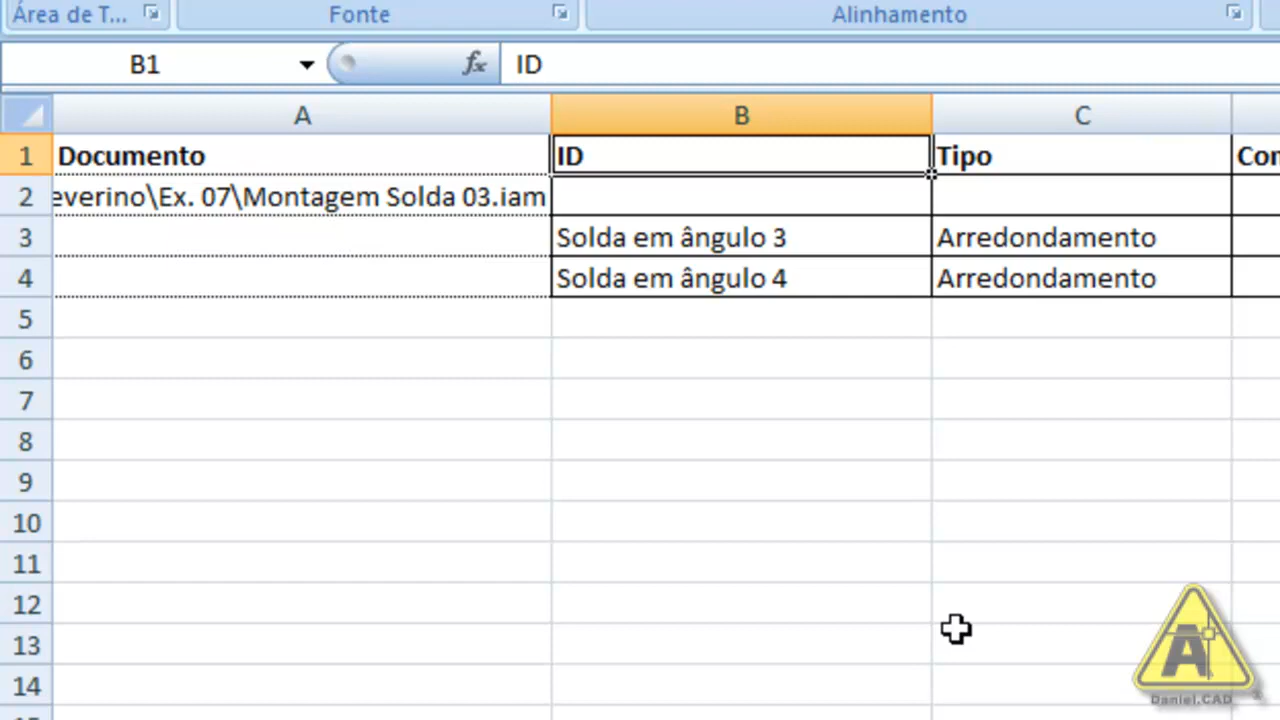 Área de T... Fonte Alinhamento
B1 fx ID
A B C
1 Documento ID Tipo Con
2 everino\Ex. 07\Montagem Solda 03.iam
3 Solda em ângulo 3 Arredondamento
4 Solda em ângulo 4 Arredondamento
5
6
7
8
9
10
11
12
13
14
A
Daniel.CAD